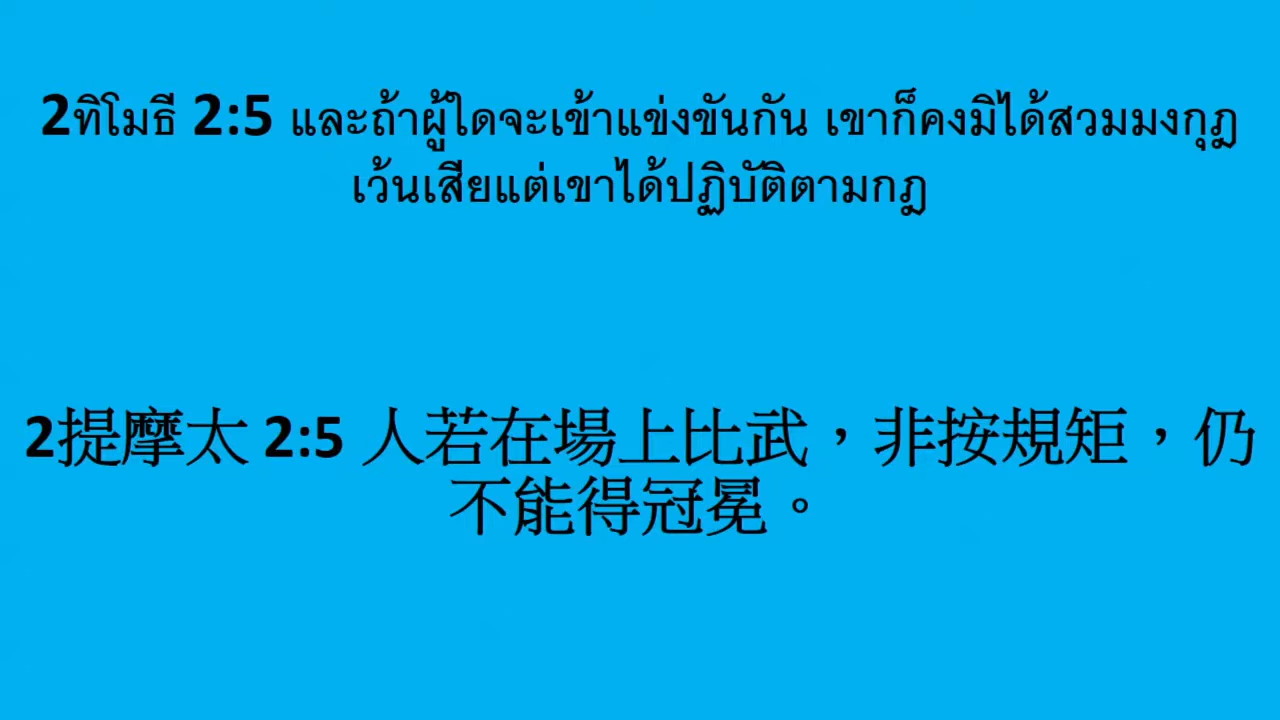 2ทิโมธี 2:5 และถ้าผู้ใดจะเข้าแข่งขันกัน เขาก็คงมิได้สวมมงกุฎ
เว้นเสียแต่เขาได้ปฏิบัติตามกฎ
2提摩太 2:5 人若在場上比武，非按規矩，仍
不能得冠冕。